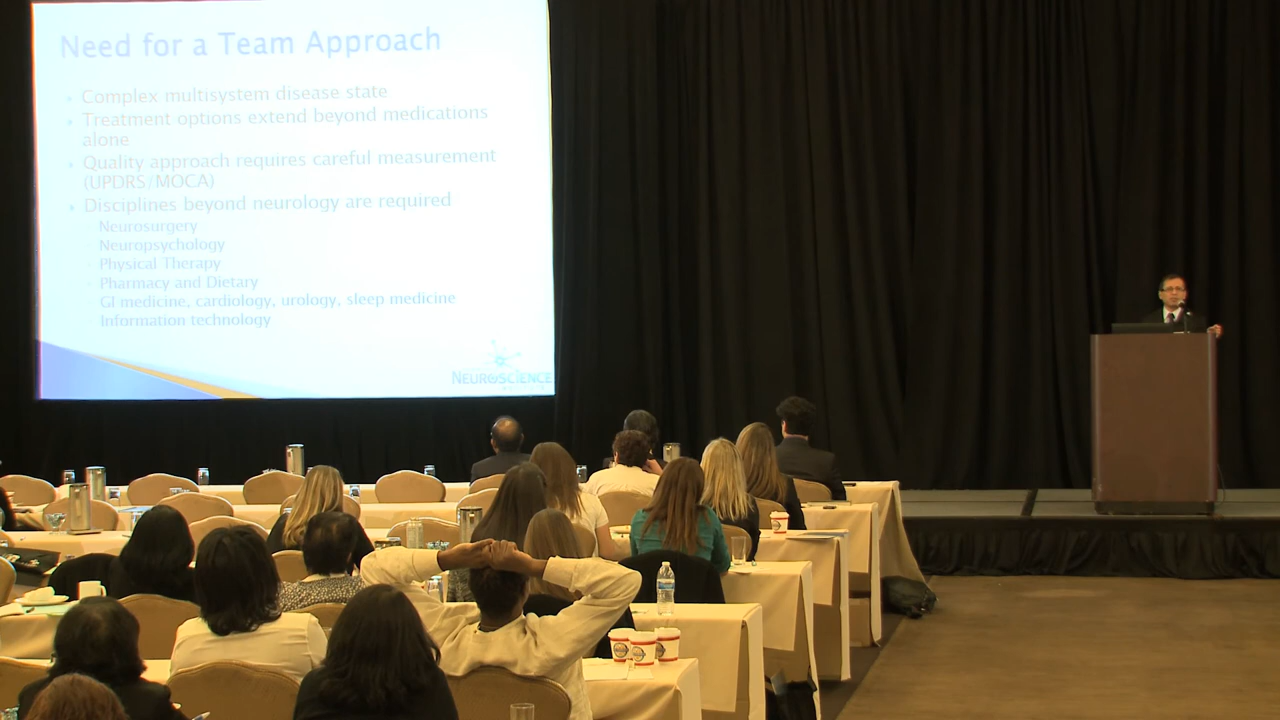 Need for a Team Approach
Complex multisystem disease state
Treatment options extend beyond medications
alone
Quality approach requires careful measurement
(UPDRS/MOCA)
Disciplines beyond neurology are required
Neurosurgery
Neuropsychology
Physical Therapy
Pharmacy and Dietary
GI medicine, cardiology, urology, sleep medicine
Information technology
NEUROSCIENCE